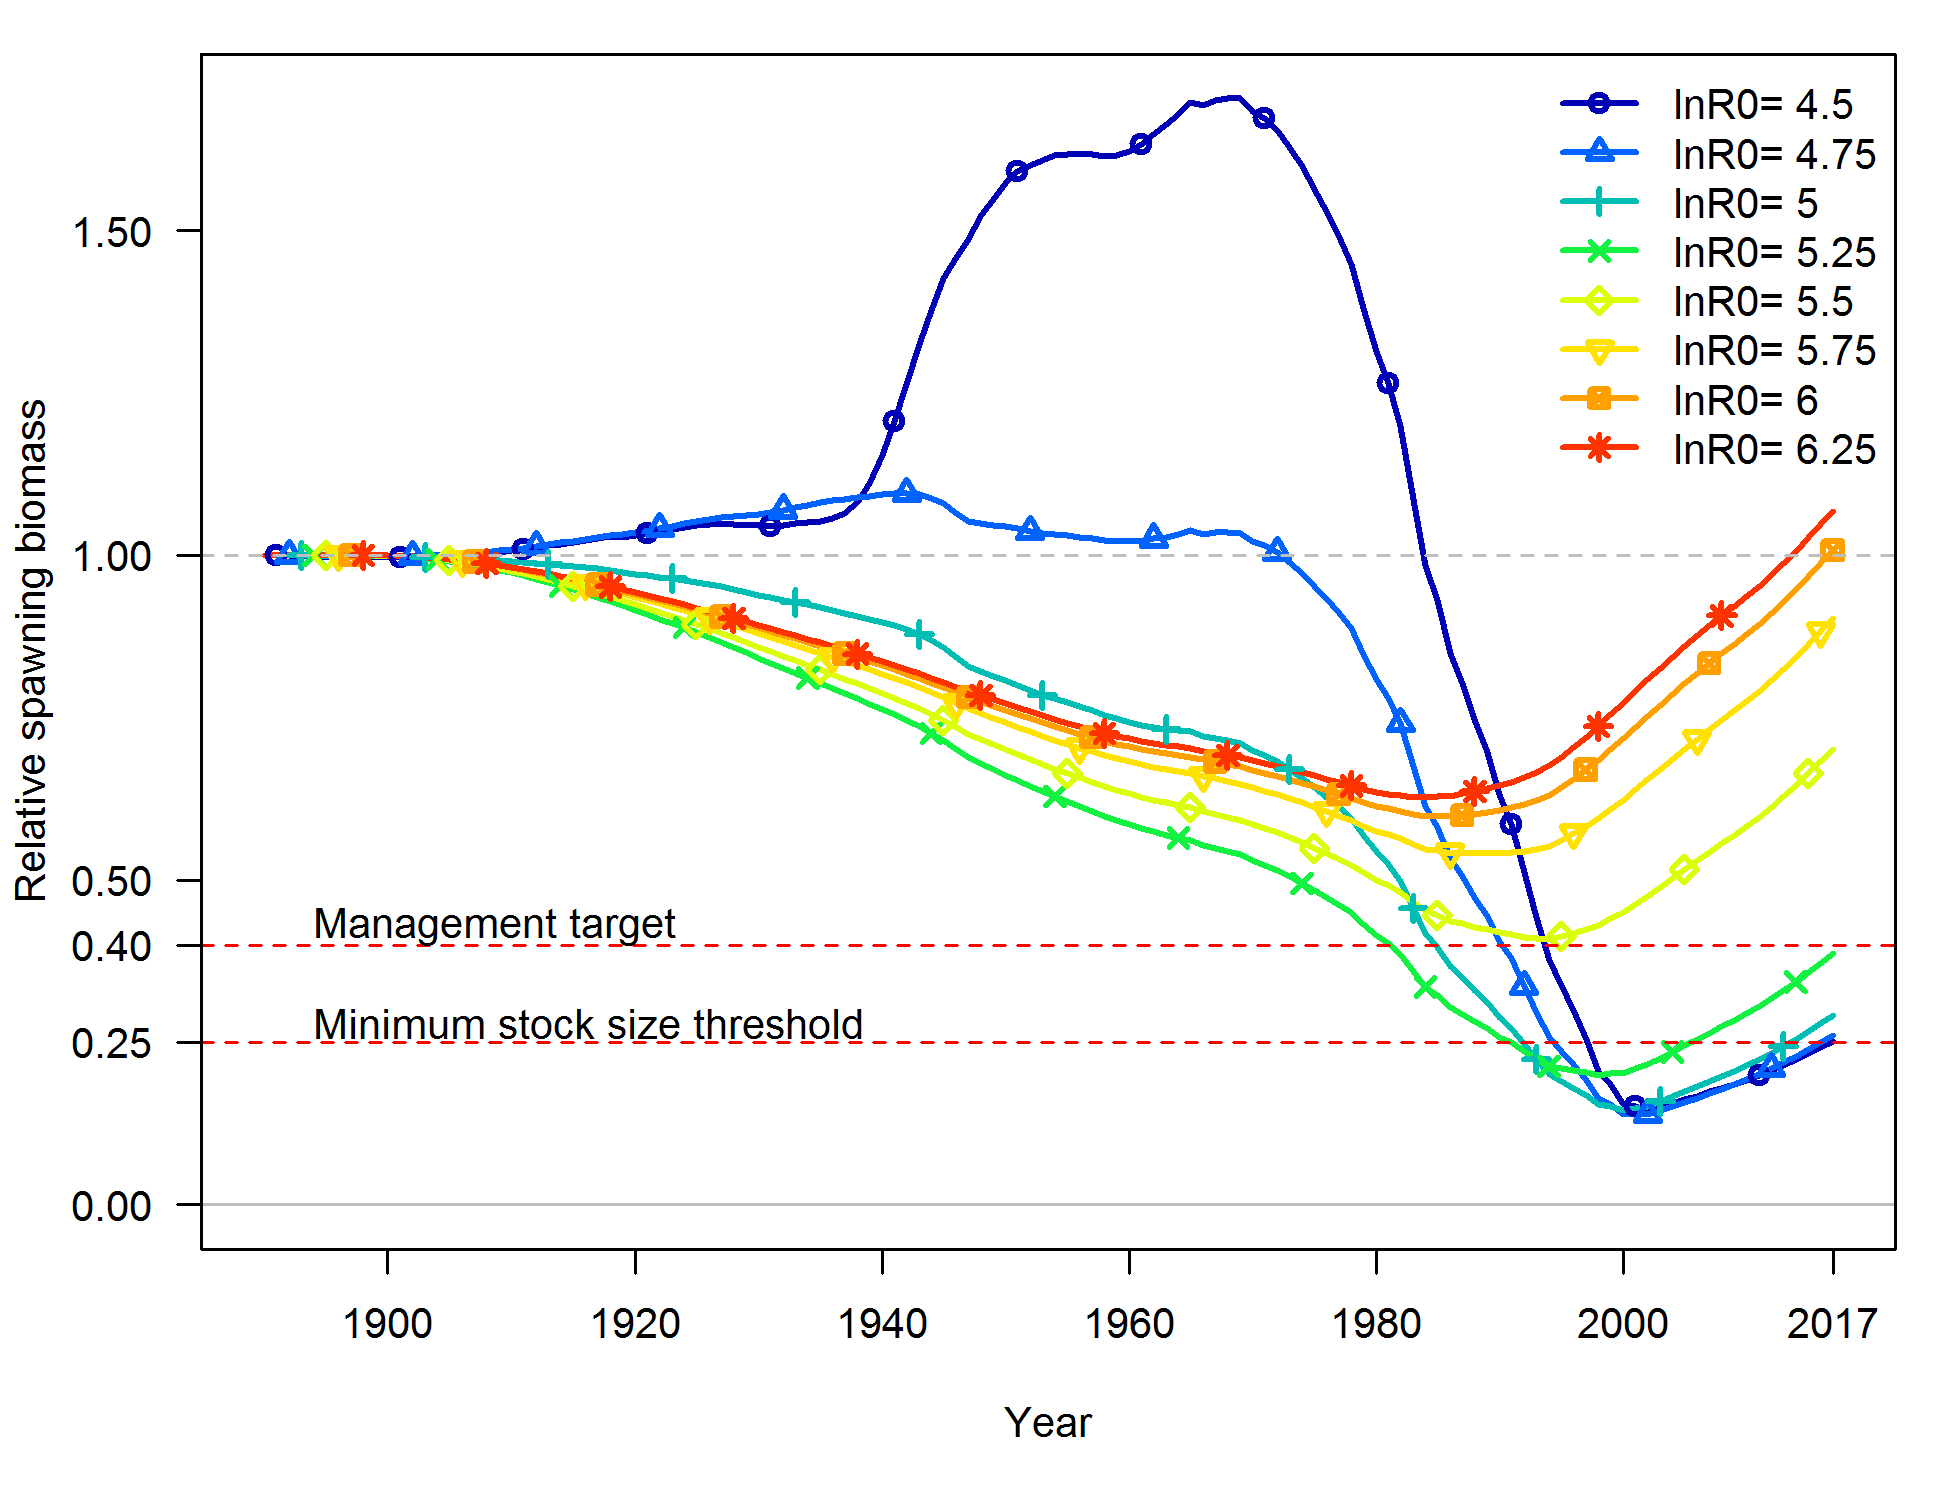 Relative spawning biomass
1.50
1.00
0.50
0.40
0.25
0.00
lnR0= 4.5
lnR0= 4.75
lnR0= 5
lnR0= 5.25
lnR0= 5.5
lnR0= 5.75
lnR0= 6
lnR0= 6.25
Management target
Minimum stock size threshold
1900 1920 1940 1960 1980 2000 2017
Year